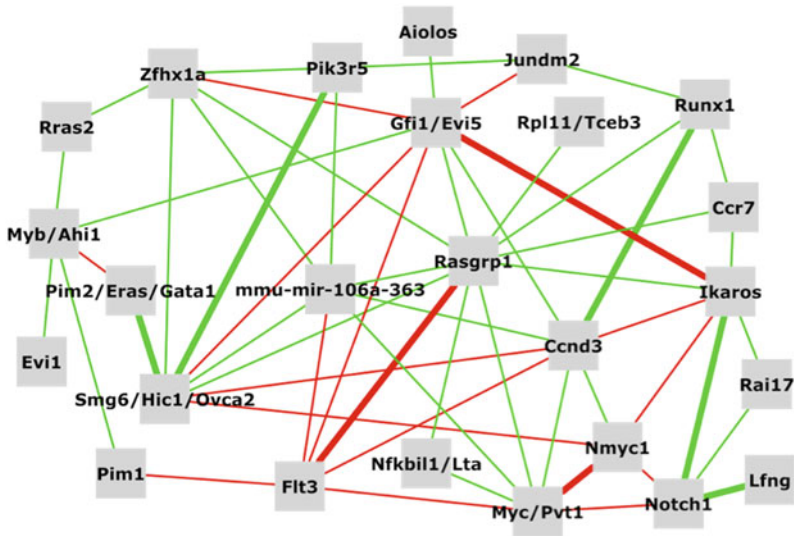 Aiolos
Zfhx1a
Pik3r5
Jundm2
Rras2
Gfi1/Evi5
Rpl11/Tceb3
Runx1
Myb/Ahi1
Ccr7
Rasgrp1
Pim2/Eras/Gata1
mmu-mir-106a-363
Ikaros
Evi1
Ccnd3
Rai17
Smg6/Hic1/Ovca2
Pim1
Flt3
Nfkbil1/Lta
Nmyc1
Lfng
Myc/Pvt1
Notch1